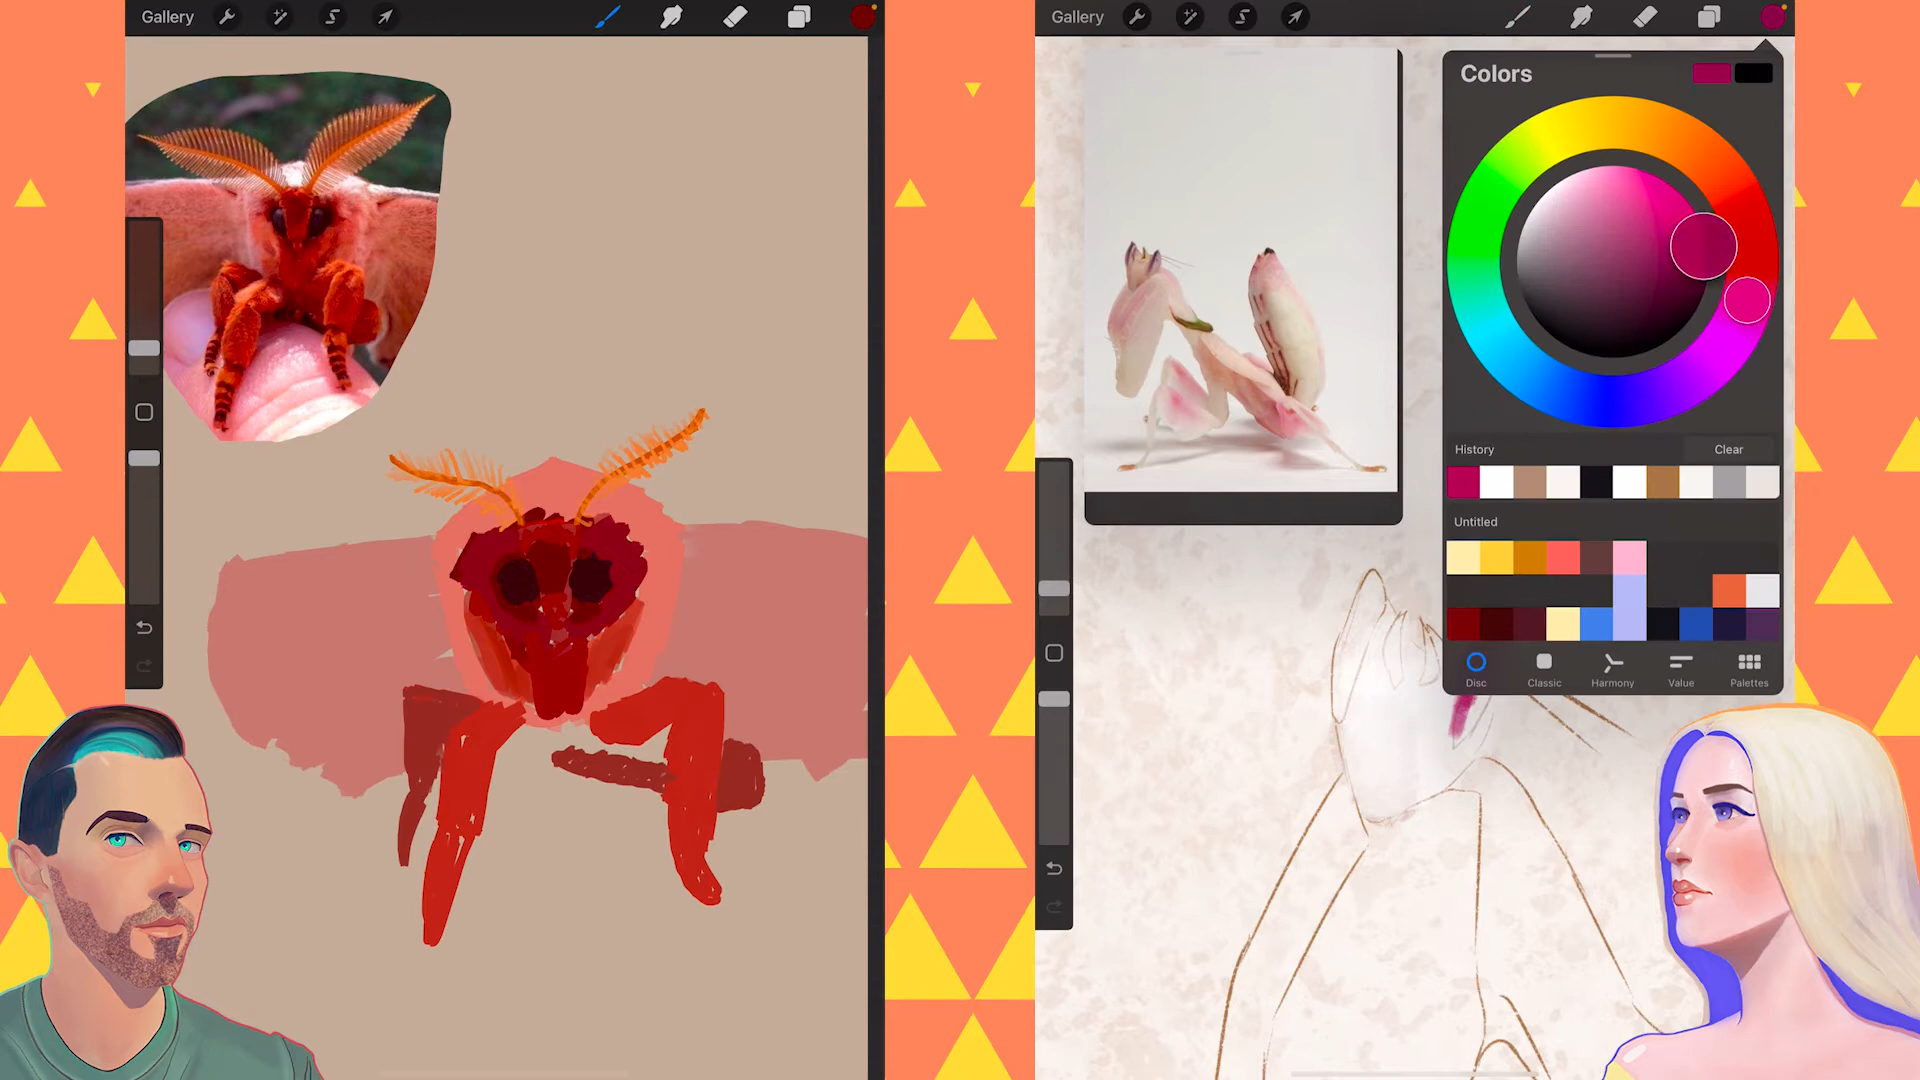 Gallery
Gallery
Colors
History
Clear
Untitled
Disc
Classic
Harmony
Value
Palettes